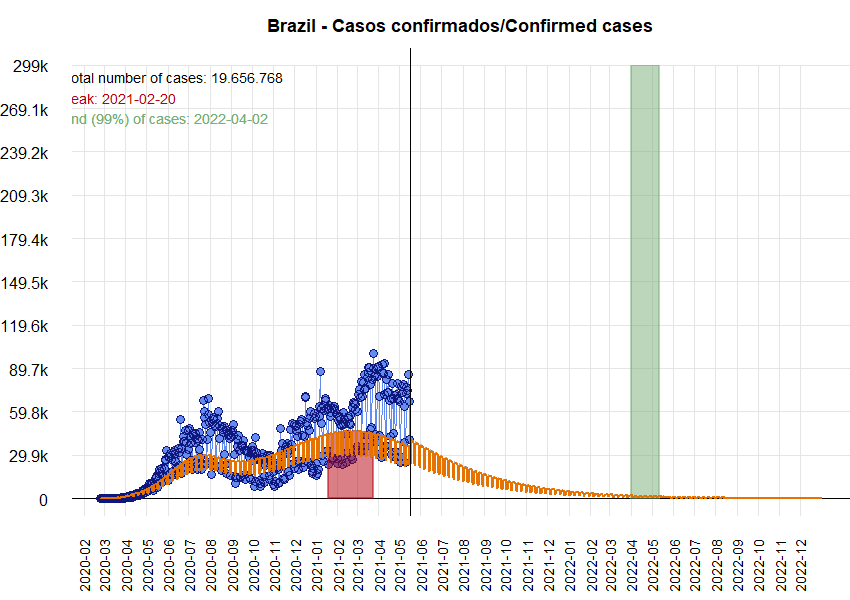 Brazil - Casos confirmados/Confirmed cases
299k
otal number of cases: 19.656.768
eak: 2021-02-20
269.1k
nd (99%) of cases: 2022-04-02
239.2k
209.3k
179.4k
149.5k
119.6k
89.7k
59.8k
29.9k
0
2020-02
2020-03
2020-04
2020-05
2020-06
2020-07
2020-08
2020-09
2020-10
2020-11
2020-12
2021-01
2021-02
2021-03
2021-04
2021-05
2021-06
2021-07
2021-08
2021-09
2021-10
2021-11
2021-12
2022-01
2022-02
2022-03
2022-04
2022-05
2022-06
2022-07
2022-08
2022-09
2022-10
2022-11
2022-12